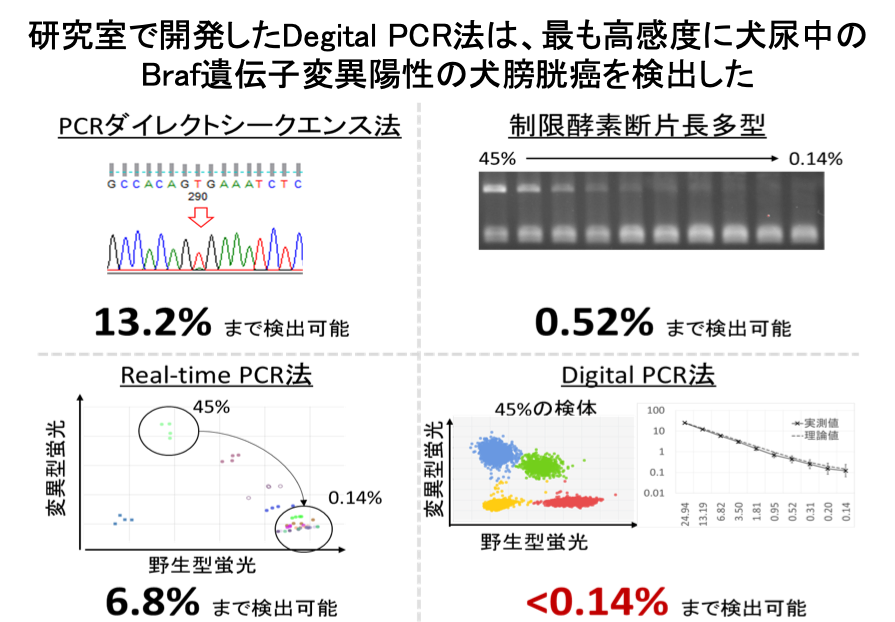 研究室で開発したDegital PCR法は、最も高感度に犬尿中の
Braf遺伝子変異陽性の犬膀胱癌を検出した
PCRダイレクトシークエンス法
GCCACAGTGAAATCTC
290
13.2% まで検出可能
制限酵素断片長多型
45%
0.14%
0.52% まで検出可能
Real-time PCR法
変異型蛍光
45%
0.14%
野生型蛍光
6.8% まで検出可能
Digital PCR法
45%の検体
変異型蛍光
野生型蛍光
100
10
1
0.1
0.01
実測値
理論値
24.94
13.19
6.82
3.50
1.81
0.95
0.52
0.31
0.20
0.14
<0.14% まで検出可能